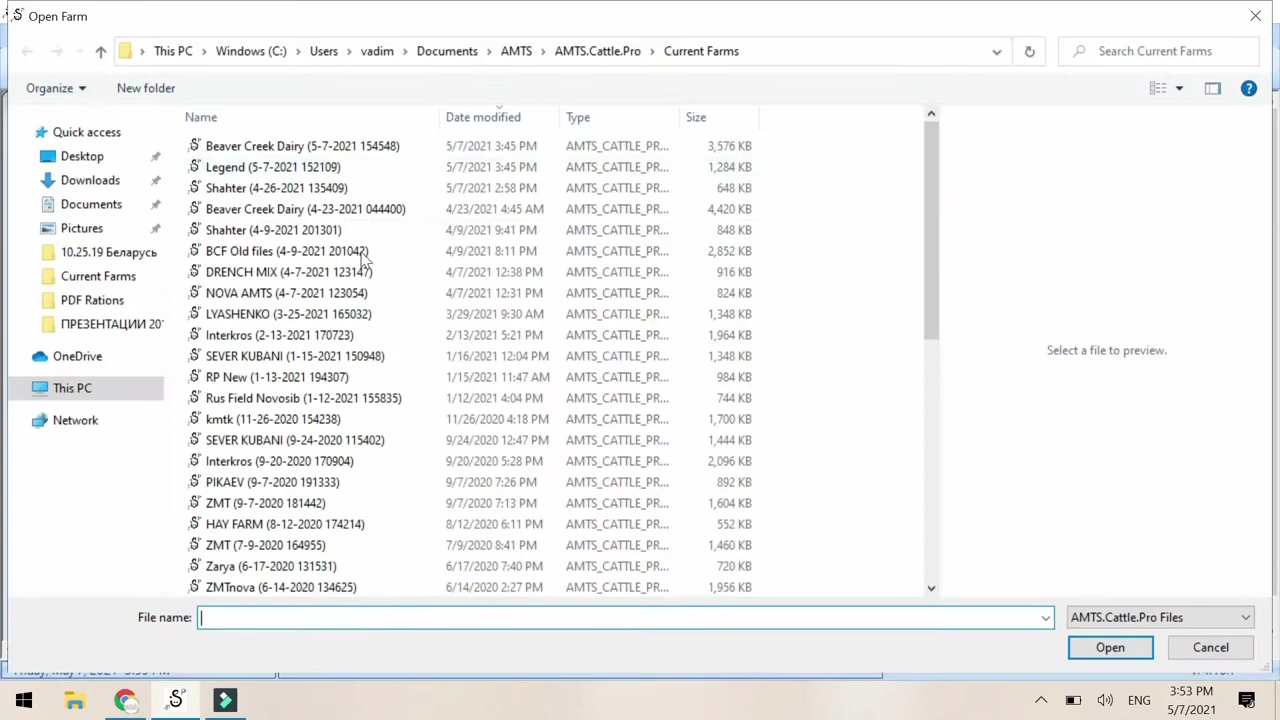 Open Farm
This PC > Windows (C:) > Users > vadim > Documents > AMTS > AMTS.Cattle.Pro > Current Farms
Search Current Farms
Organize
New folder
Name Date modified Type Size
Quick access
Desktop
Downloads
Documents
Pictures
10.25.19 Беларусь
Current Farms
PDF Rations
ПРЕЗЕНТАЦИИ 20
OneDrive
This PC
Network
Beaver Creek Dairy (5-7-2021 154548) 5/7/2021 3:45 PM AMTS_CATTLE_PR... 3,576 KB
Legend (5-7-2021 152109) 5/7/2021 3:45 PM AMTS_CATTLE_PR... 1,284 KB
Shahter (4-26-2021 135409) 5/7/2021 2:58 PM AMTS_CATTLE_PR... 648 KB
Beaver Creek Dairy (4-23-2021 044400) 4/23/2021 4:45 AM AMTS_CATTLE_PR... 4,420 KB
Shahter (4-9-2021 201301) 4/9/2021 9:41 PM AMTS_CATTLE_PR... 848 KB
BCF Old files (4-9-2021 201042) 4/9/2021 8:11 PM AMTS_CATTLE_PR... 2,852 KB
DRENCH MIX (4-7-2021 123147) 4/7/2021 12:38 PM AMTS_CATTLE_PR... 916 KB
NOVA AMTS (4-7-2021 123054) 4/7/2021 12:31 PM AMTS_CATTLE_PR... 824 KB
LYASHENKO (3-25-2021 165032) 3/29/2021 9:30 AM AMTS_CATTLE_PR... 1,348 KB
Interkros (2-13-2021 170723) 2/13/2021 5:21 PM AMTS_CATTLE_PR... 1,964 KB
SEVER KUBANI (1-15-2021 150948) 1/16/2021 12:04 PM AMTS_CATTLE_PR... 1,348 KB
RP New (1-13-2021 194307) 1/15/2021 11:47 AM AMTS_CATTLE_PR... 984 KB
Rus Field Novosib (1-12-2021 155835) 1/12/2021 4:04 PM AMTS_CATTLE_PR... 744 KB
kmtk (11-26-2020 154238) 11/26/2020 4:18 PM AMTS_CATTLE_PR... 1,700 KB
SEVER KUBANI (9-24-2020 115402) 9/24/2020 12:47 PM AMTS_CATTLE_PR... 1,444 KB
Interkros (9-20-2020 170904) 9/20/2020 5:28 PM AMTS_CATTLE_PR... 2,096 KB
PIKAEV (9-7-2020 191333) 9/7/2020 7:26 PM AMTS_CATTLE_PR... 892 KB
ZMT (9-7-2020 181442) 9/7/2020 7:13 PM AMTS_CATTLE_PR... 1,604 KB
HAY FARM (8-12-2020 174214) 8/12/2020 6:11 PM AMTS_CATTLE_PR... 552 KB
ZMT (7-9-2020 164955) 7/9/2020 8:41 PM AMTS_CATTLE_PR... 1,460 KB
Zarya (6-17-2020 131531) 6/17/2020 7:40 PM AMTS_CATTLE_PR... 720 KB
ZMTnova (6-14-2020 134625) 6/14/2020 2:27 PM AMTS_CATTLE_PR... 1,956 KB
Select a file to preview.
File name:
AMTS.Cattle.Pro Files
Open
Cancel
ENG
3:53 PM
5/7/2021